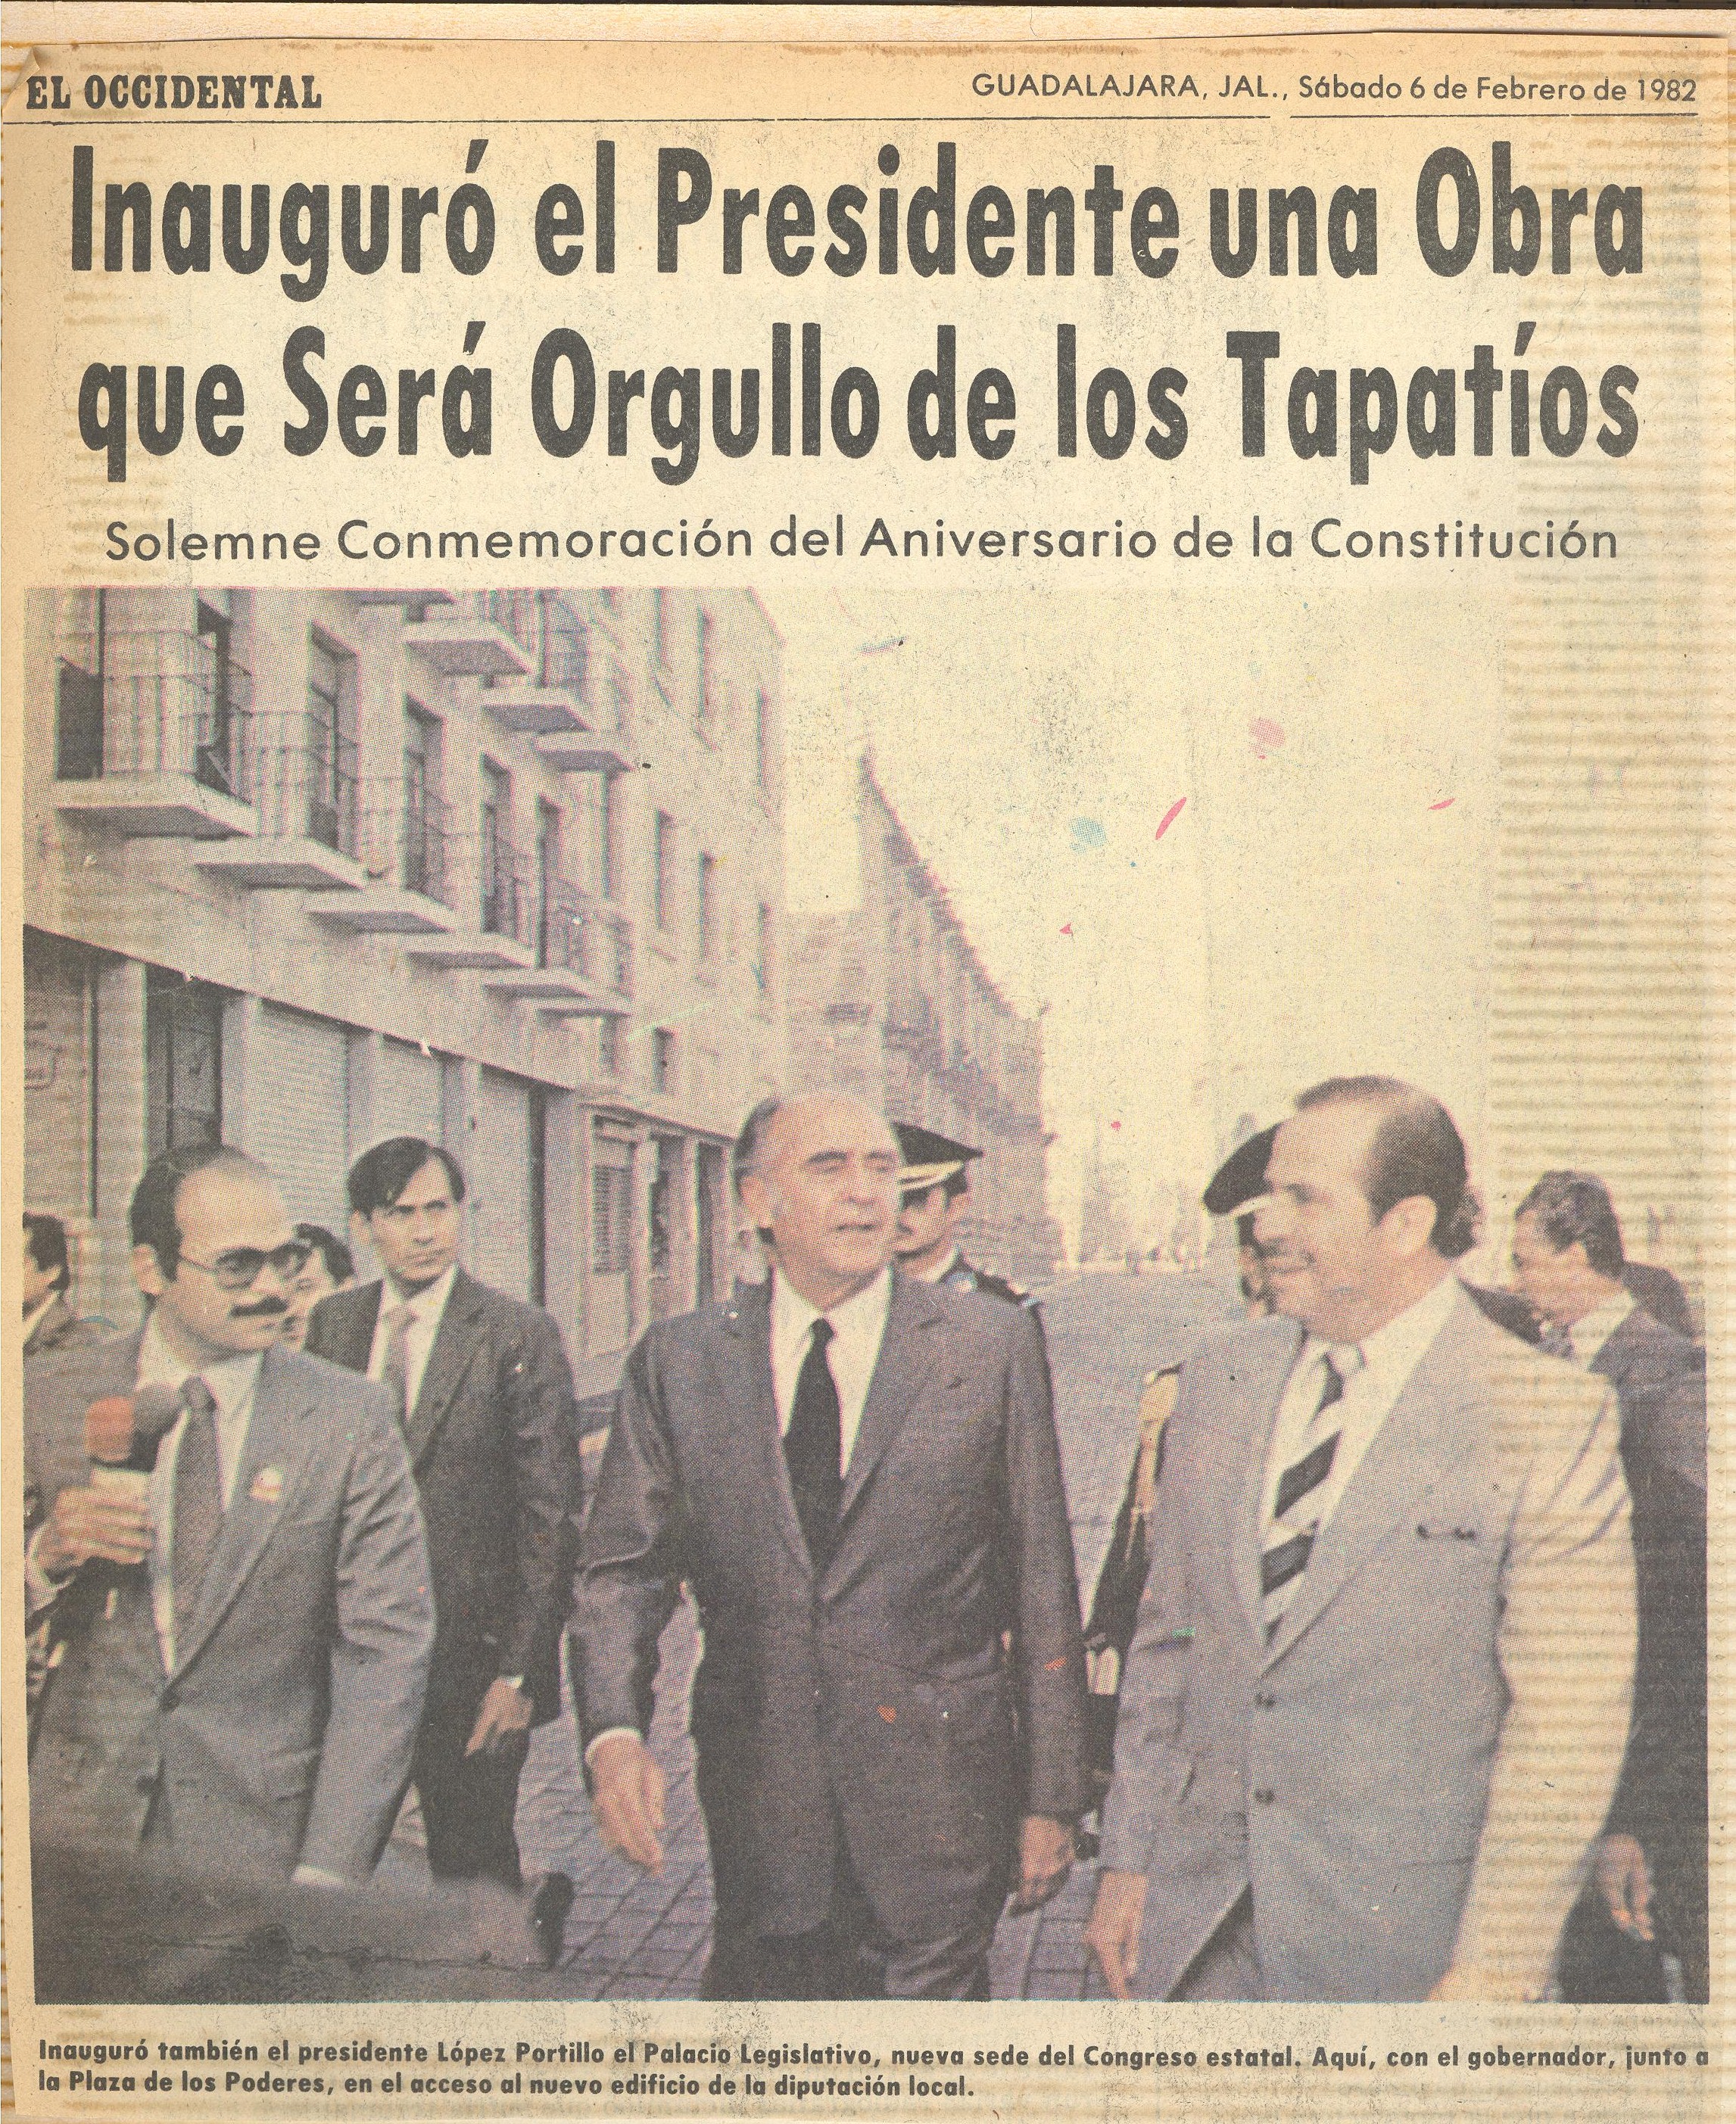 EL OCCIDENTAL
GUADALAJARA, JAL., Sábado 6 de Febrero de 1982
Inauguró el Presidente una Obra
que Será Orgullo de los Tapatíos
Solemne Conmemoración del Aniversario de la Constitución
Inauguró también el presidente López Portillo el Palacio Legislativo, nueva sede del Congreso estatal. Aquí, con el gobernador, junto a
la Plaza de los Poderes, en el acceso al nuevo edificio de la diputación local.